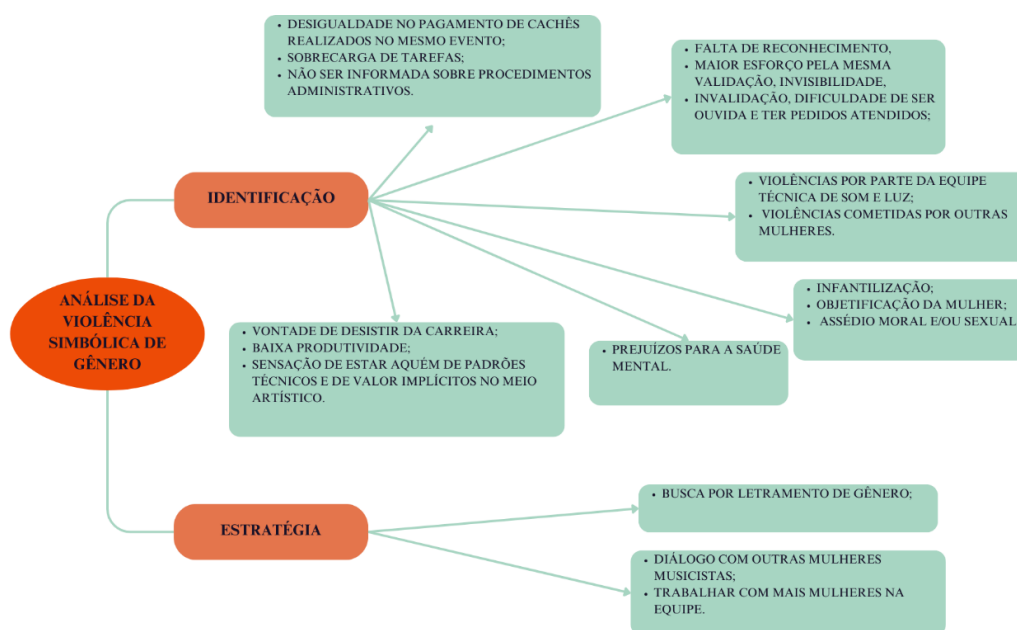 DESIGUALDADE NO PAGAMENTO DE CACHÊS
REALIZADOS NO MESMO EVENTO;
SOBRECARGA DE TAREFAS;
NÃO SER INFORMADA SOBRE PROCEDIMENTOS
ADMINISTRATIVOS.
FALTA DE RECONHECIMENTO,
MAIOR ESFORÇO PELA MESMA
VALIDAÇÃO, INVISIBILIDADE,
INVALIDAÇÃO, DIFICULDADE DE SER
OUVIDA E TER PEDIDOS ATENDIDOS;
IDENTIFICAÇÃO
VIOLÊNCIAS POR PARTE DA EQUIPE
TÉCNICA DE SOM E LUZ;
VIOLÊNCIAS COMETIDAS POR OUTRAS
MULHERES.
INFANTILIZAÇÃO;
OBJETIFICAÇÃO DA MULHER;
ASSÉDIO MORAL E/OU SEXUAL
ANÁLISE DA
VIOLÊNCIA
SIMBÓLICA DE
GÊNERO
VONTADE DE DESISTIR DA CARREIRA;
BAIXA PRODUTIVIDADE;
SENSAÇÃO DE ESTAR AQUÉM DE PADRÕES
TÉCNICOS E DE VALOR IMPLÍCITOS NO MEIO
ARTÍSTICO.
PREJUÍZOS PARA A SAÚDE
MENTAL.
ESTRATÉGIA
BUSCA POR LETRAMENTO DE GÊNERO;
DIÁLOGO COM OUTRAS MULHERES
MUSICISTAS;
TRABALHAR COM MAIS MULHERES NA
EQUIPE.